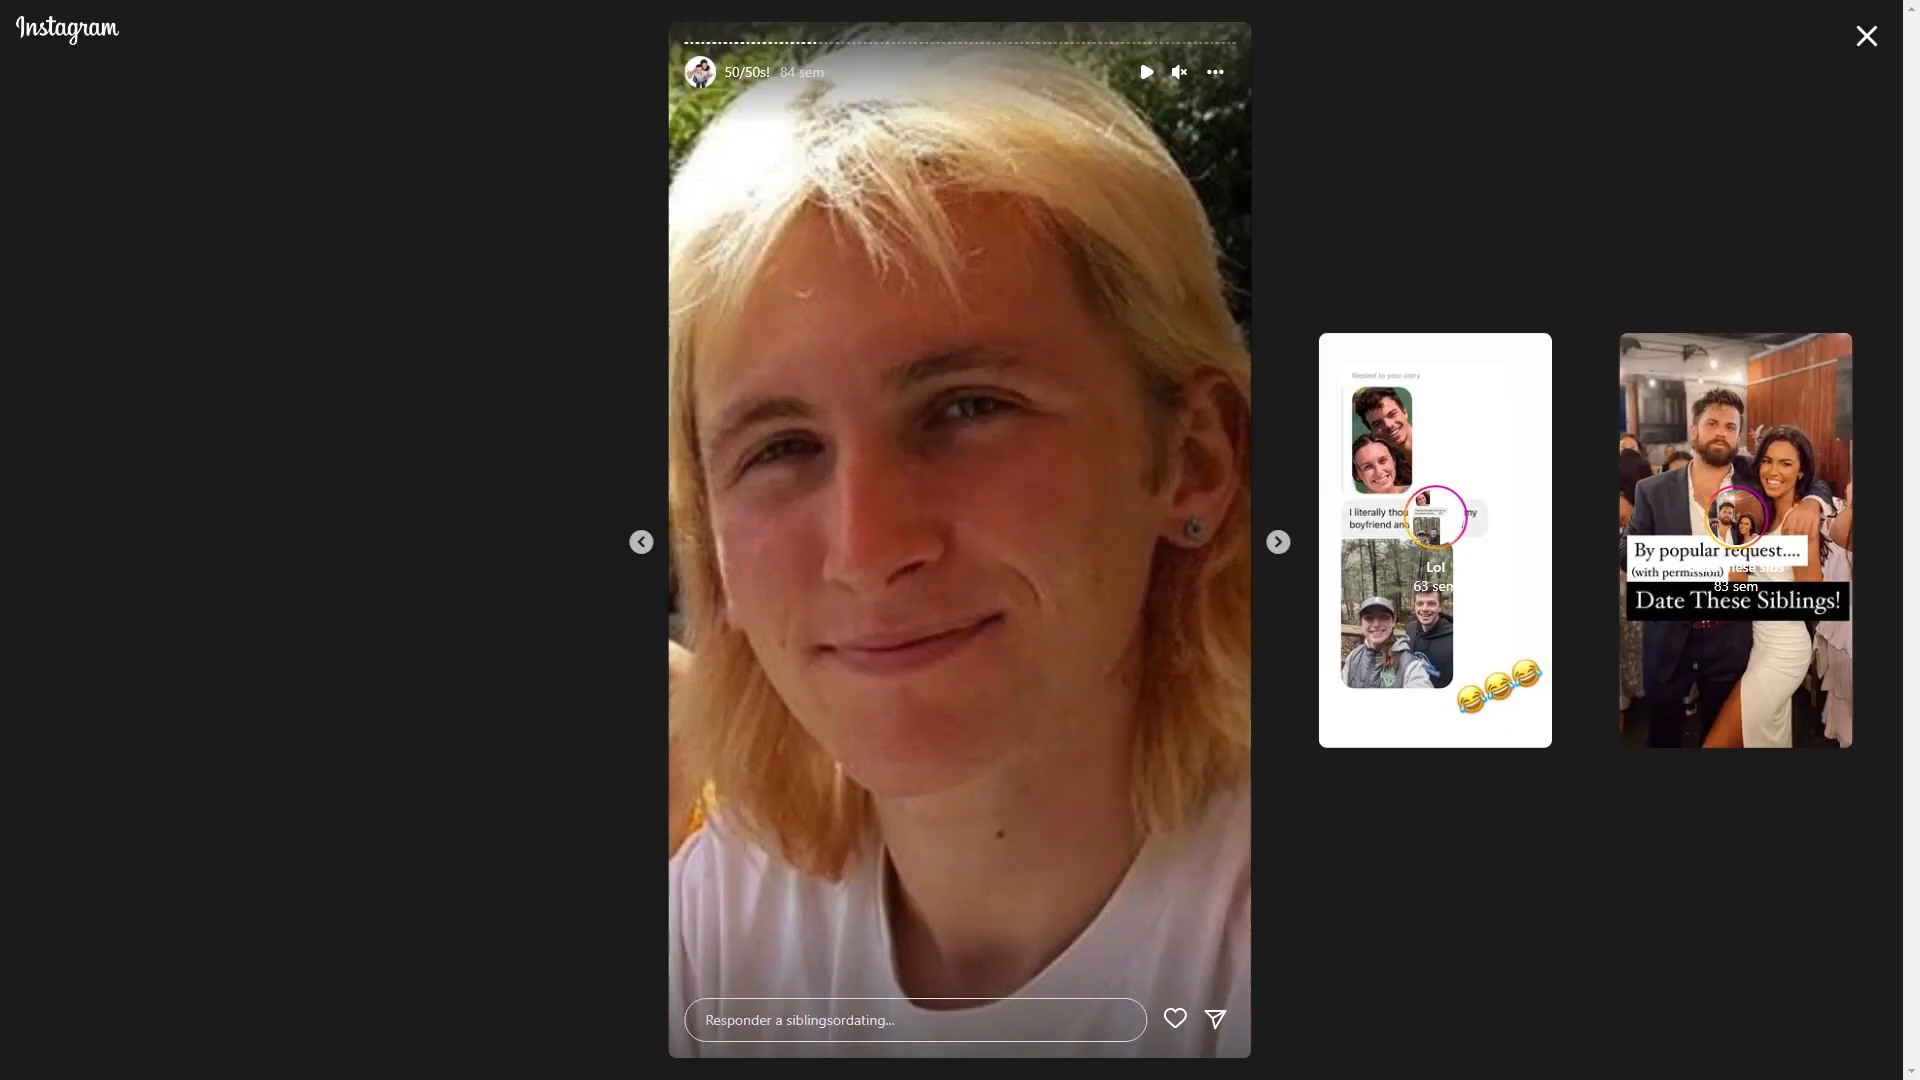 Instagram
50/50s! 84 sem
Replied to your story
I literally thou
my
boyfriend and
Lol
63 sem
By popular request....
(with permission)
83 sem
Date These Siblings!
Responder a siblingsordating...